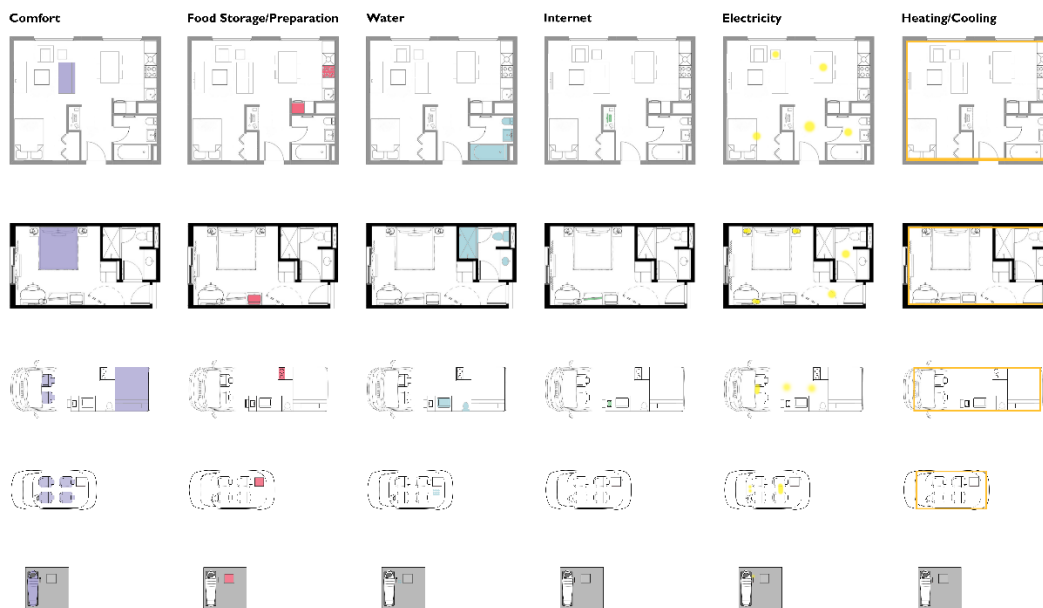 Comfort
Food Storage/Preparation
Water
Internet
Electricity
Heating/Cooling